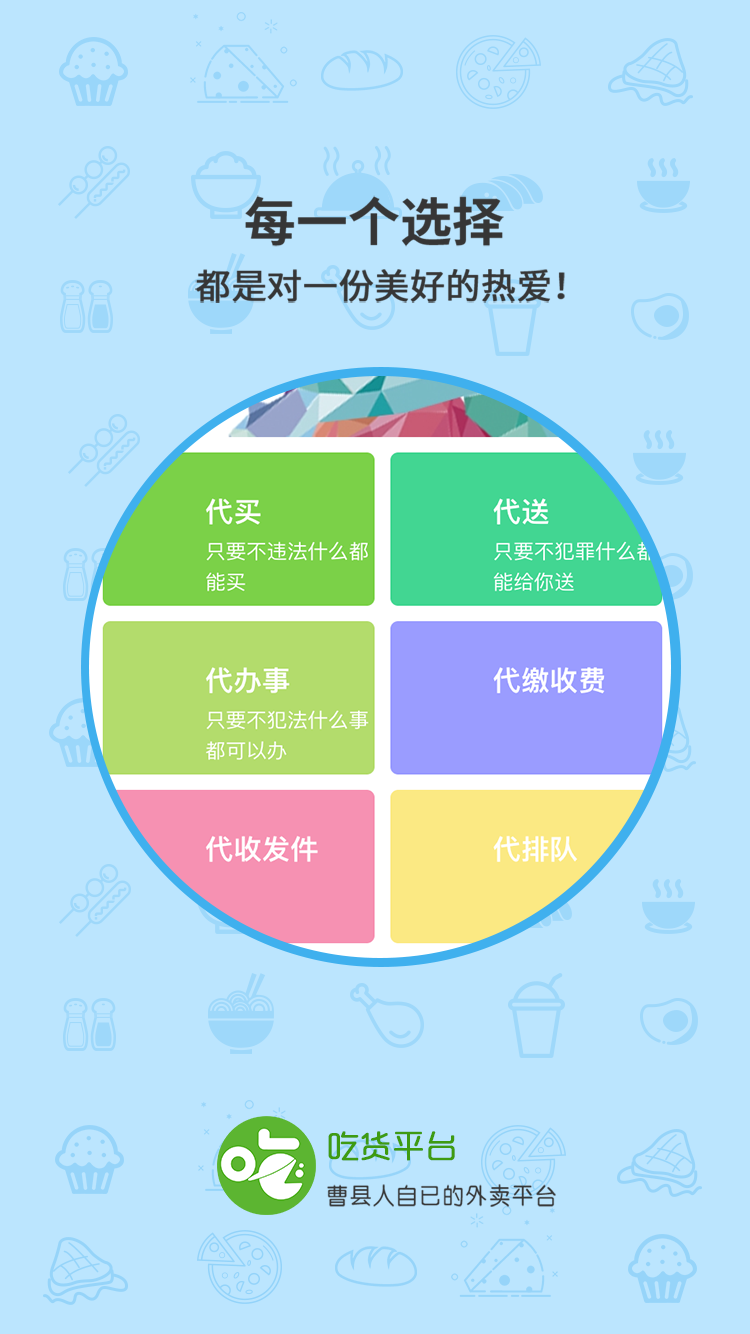 每一个选择
都是对一份美好的热爱!
代买
只要不违法什么都
能买
代送
只要不犯罪什么都
能给你送
代办事
只要不犯法什么事
都可以办
代缴收费
代收发件
代排队
吃
吃货平台
曹县人自已的外卖平台